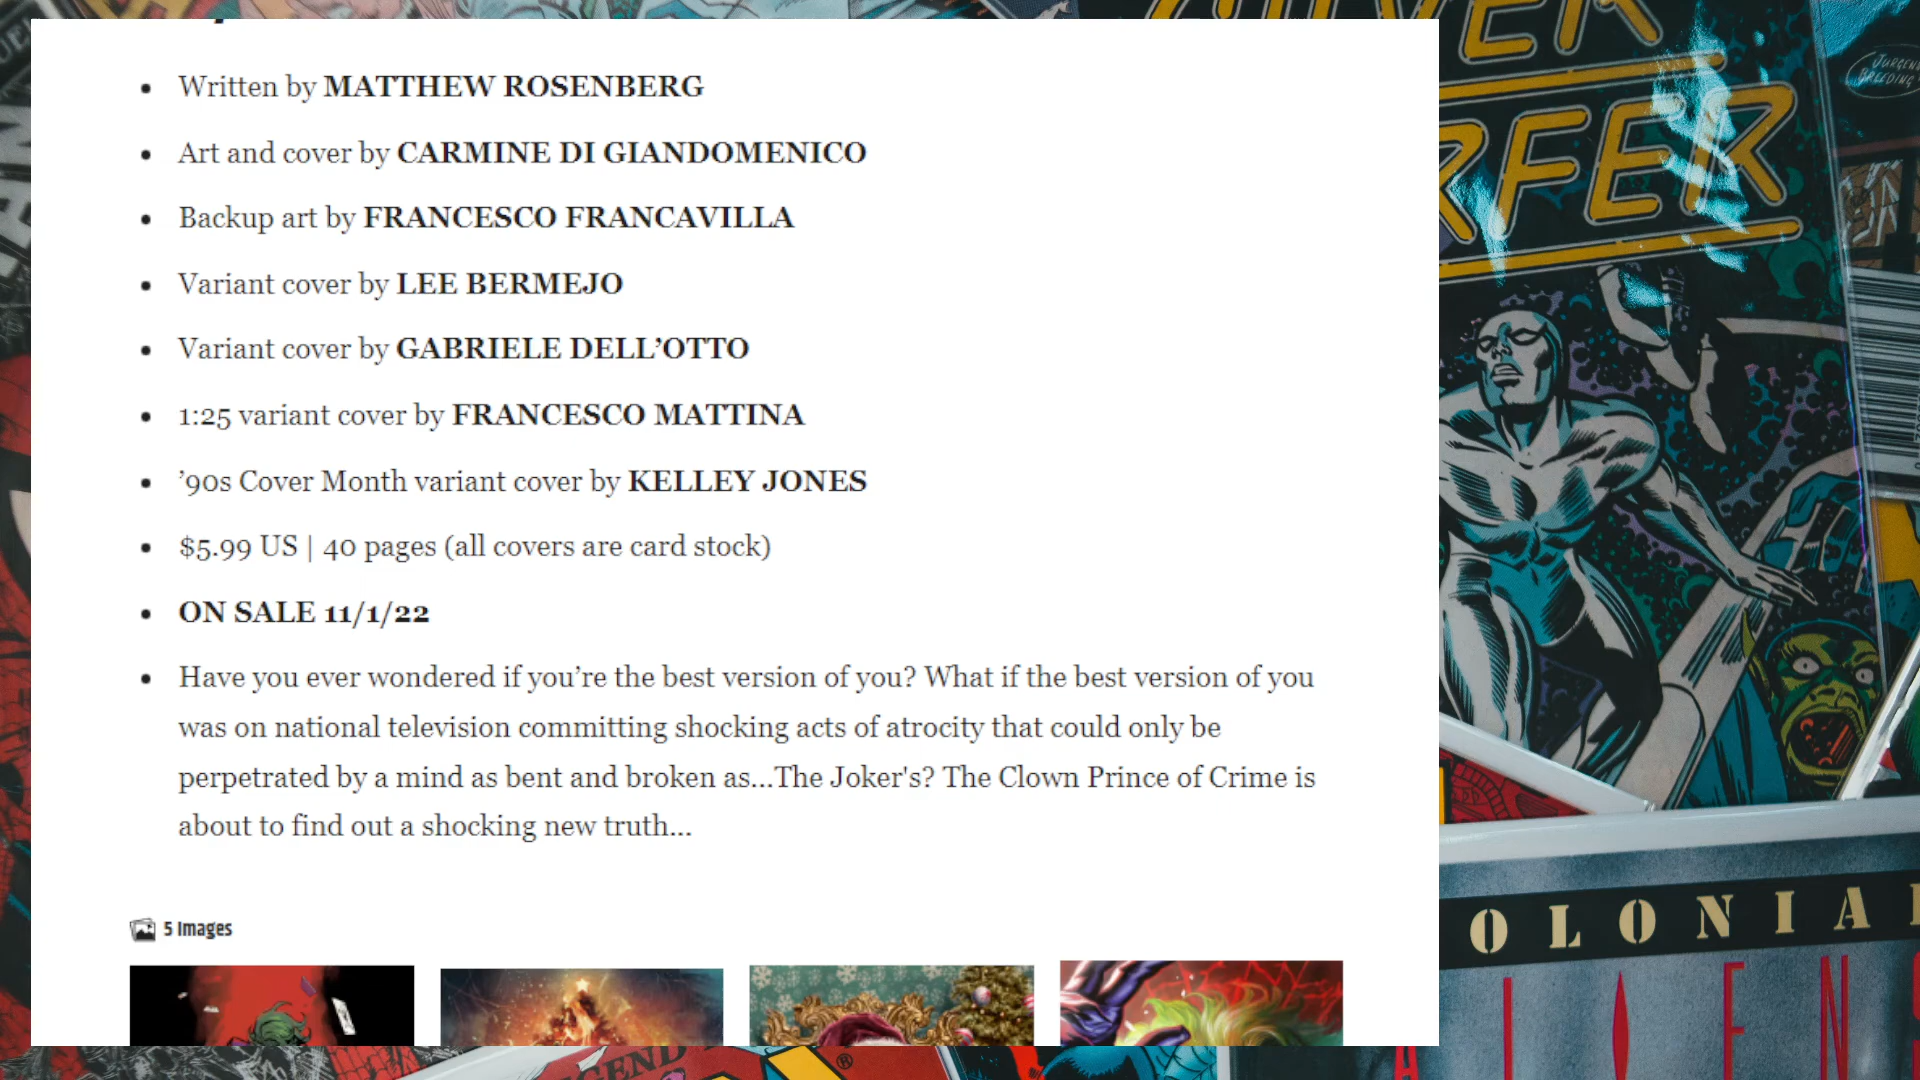 Written by MATTHEW ROSENBERG
Art and cover by CARMINE DI GIANDOMENICO
Backup art by FRANCESCO FRANCAVILLA
Variant cover by LEE BERMEJO
Variant cover by GABRIELE DELL’OTTO
1:25 variant cover by FRANCESCO MATTINA
’90s Cover Month variant cover by KELLEY JONES
$5.99 US | 40 pages (all covers are card stock)
ON SALE 11/1/22
Have you ever wondered if you’re the best version of you? What if the best version of you
was on national television committing shocking acts of atrocity that could only be
perpetrated by a mind as bent and broken as...The Joker's? The Clown Prince of Crime is
about to find out a shocking new truth...
5 Images
RFER
OLONIA
ALIENS